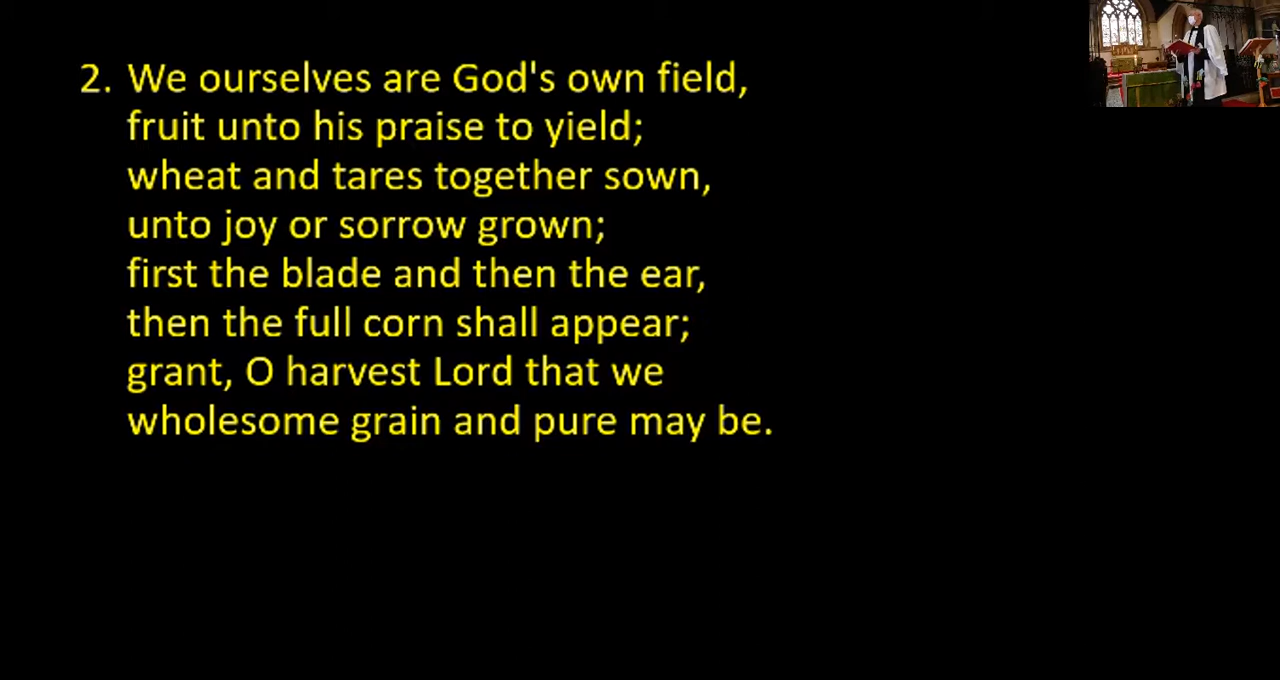 2. We ourselves are God's own field,
fruit unto his praise to yield;
wheat and tares together sown,
unto joy or sorrow grown;
first the blade and then the ear,
then the full corn shall appear;
grant, O harvest Lord that we
wholesome grain and pure may be.